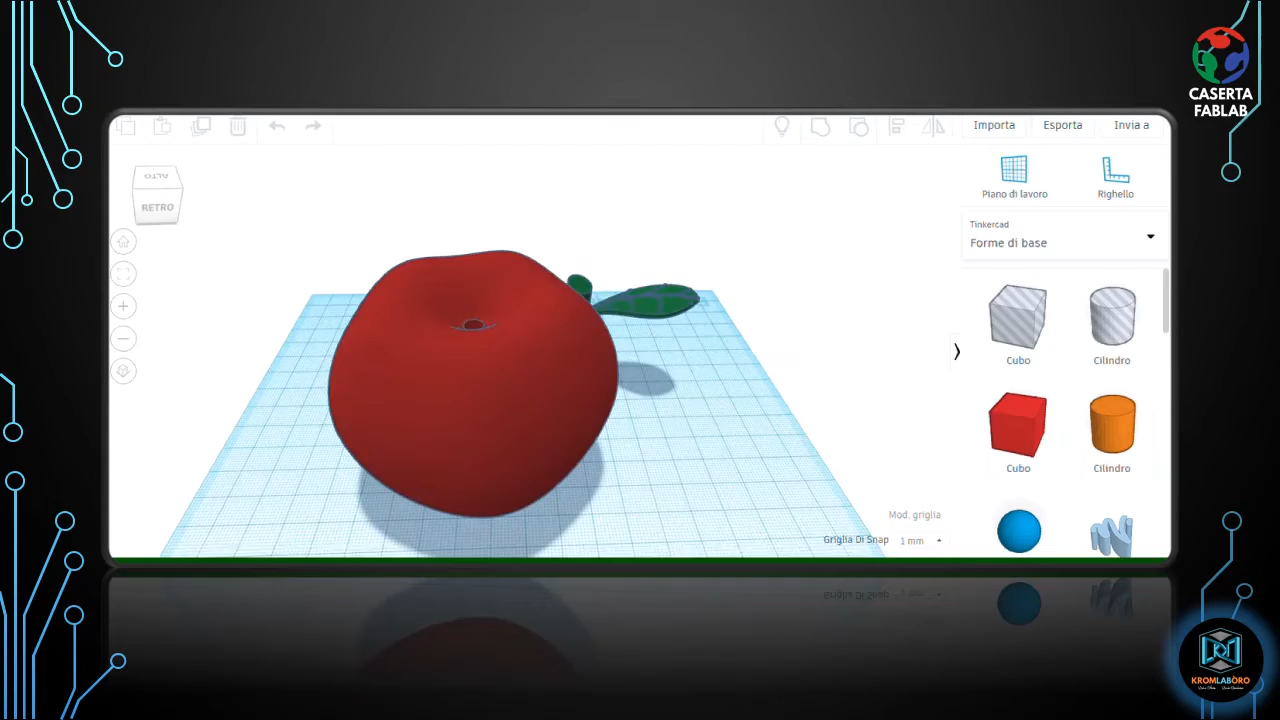 CASERTA
FABLAB
Importa
Esporta
Invia a
ALTO
RETRO
Piano di lavoro
Righello
Tinkercad
Forme di base
Cubo
Cilindro
Cubo
Cilindro
Mod. griglia
Griglia Di Snap
1 mm
KROMLABORO